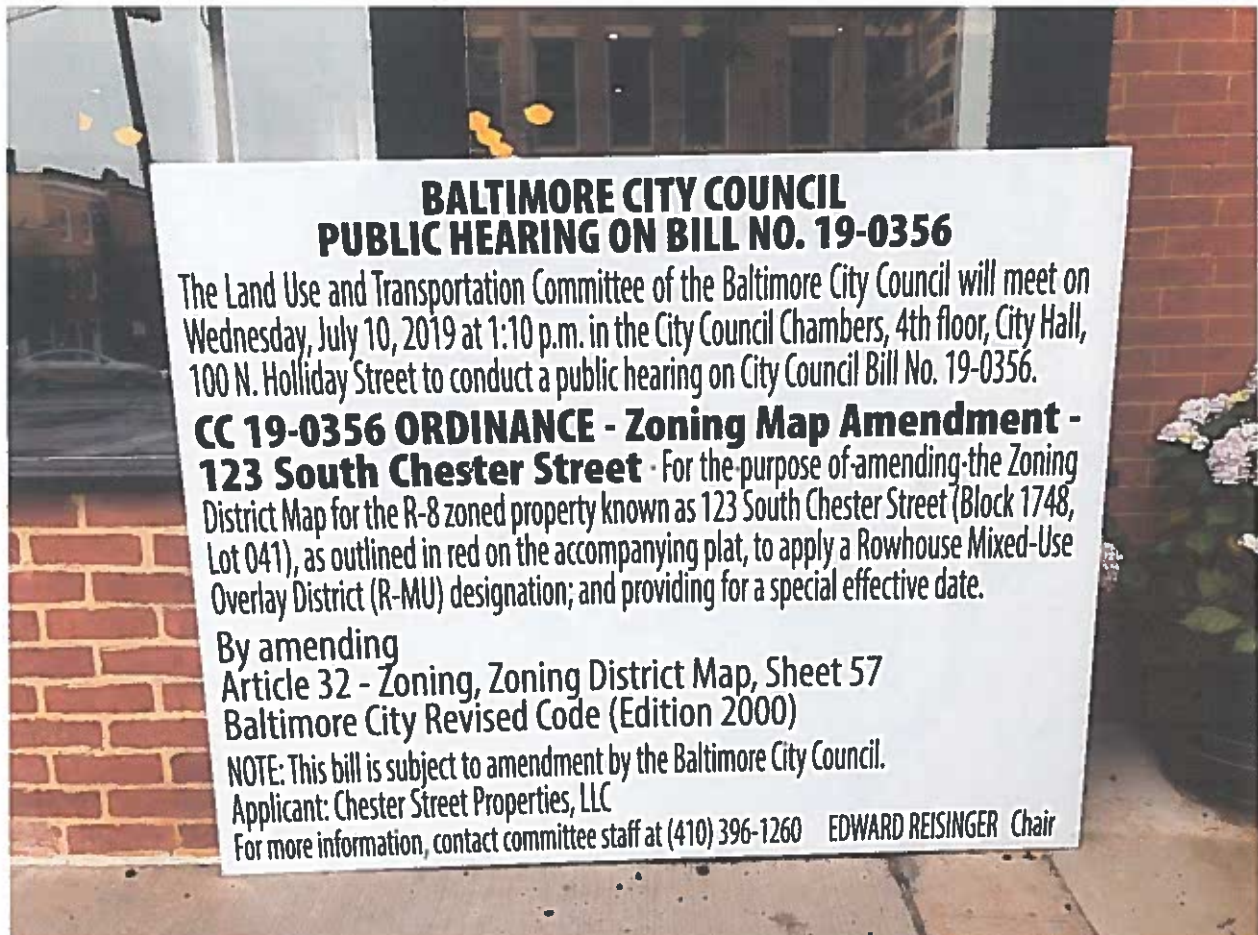 BALTIMORE CITY COUNCIL
PUBLIC HEARING ON BILL NO. 19-0356
The Land Use and Transportation Committee of the Baltimore City Council will meet on
Wednesday, July 10, 2019 at 1:10 p.m. in the City Council Chambers, 4th floor, City Hall,
100 N. Holliday Street to conduct a public hearing on City Council Bill No. 19-0356.
CC 19-0356 ORDINANCE - Zoning Map Amendment -
123 South Chester Street - For the purpose of amending the Zoning
District Map for the R-8 zoned property known as 123 South Chester Street (Block 1748,
Lot 041), as outlined in red on the accompanying plat, to apply a Rowhouse Mixed-Use
Overlay District (R-MU) designation; and providing for a special effective date.
By amending
Article 32 - Zoning, Zoning District Map, Sheet 57
Baltimore City Revised Code (Edition 2000)
NOTE: This bill is subject to amendment by the Baltimore City Council.
Applicant: Chester Street Properties, LLC
For more information, contact committee staff at (410) 396-1260 EDWARD REISINGER Chair